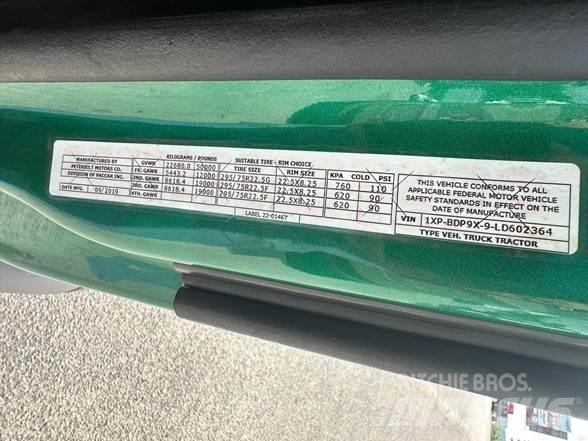 MANUFACTURED BY
PETERBILT MOTORS CO.
DIVISION OF PACCAR INC.
DATE MFD. 09/2019
KILOGRAMS / POUNDS SUITABLE TIRE - RIM CHOICE
GVWR 22680.0 50000 TIRE SIZE RIM SIZE KPA COLD PSI
FR. GAWR 5443.2 12000 295/75R22.5G 22.5X8.25 760 110
2ND. GAWR 8618.4 19000 295/75R22.5F 22.5X8.25 620 90
3RD. GAWR 8618.4 19000 295/75R22.5F 22.5X8.25 620 90
4TH. GAWR
LABEL 22-01467
THIS VEHICLE CONFORMS TO ALL
APPLICABLE FEDERAL MOTOR VEHICLE
SAFETY STANDARDS IN EFFECT ON
DATE OF MANUFACTURE SHOWN ABOVE
VIN 1XP-BDP9X-9-LD602364
TYPE VEH. TRUCK TRACTOR
RITCHIE BROS.